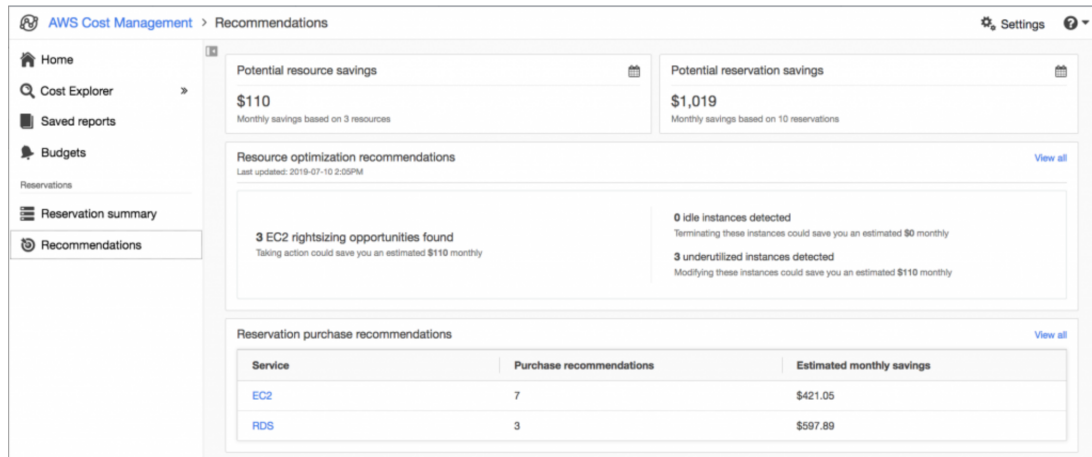 AWS Cost Management > Recommendations
Settings
Home
Cost Explorer »
Saved reports
Budgets
Reservations
Reservation summary
Recommendations
Potential resource savings
$110
Monthly savings based on 3 resources
Potential reservation savings
$1,019
Monthly savings based on 10 reservations
Resource optimization recommendations
View all
Last updated: 2019-07-10 2:05PM
3 EC2 rightsizing opportunities found
Taking action could save you an estimated $110 monthly
0 idle instances detected
Terminating these instances could save you an estimated $0 monthly
3 underutilized instances detected
Modifying these instances could save you an estimated $110 monthly
Reservation purchase recommendations
View all
Service Purchase recommendations Estimated monthly savings
EC2 7 $421.05
RDS 3 $597.89